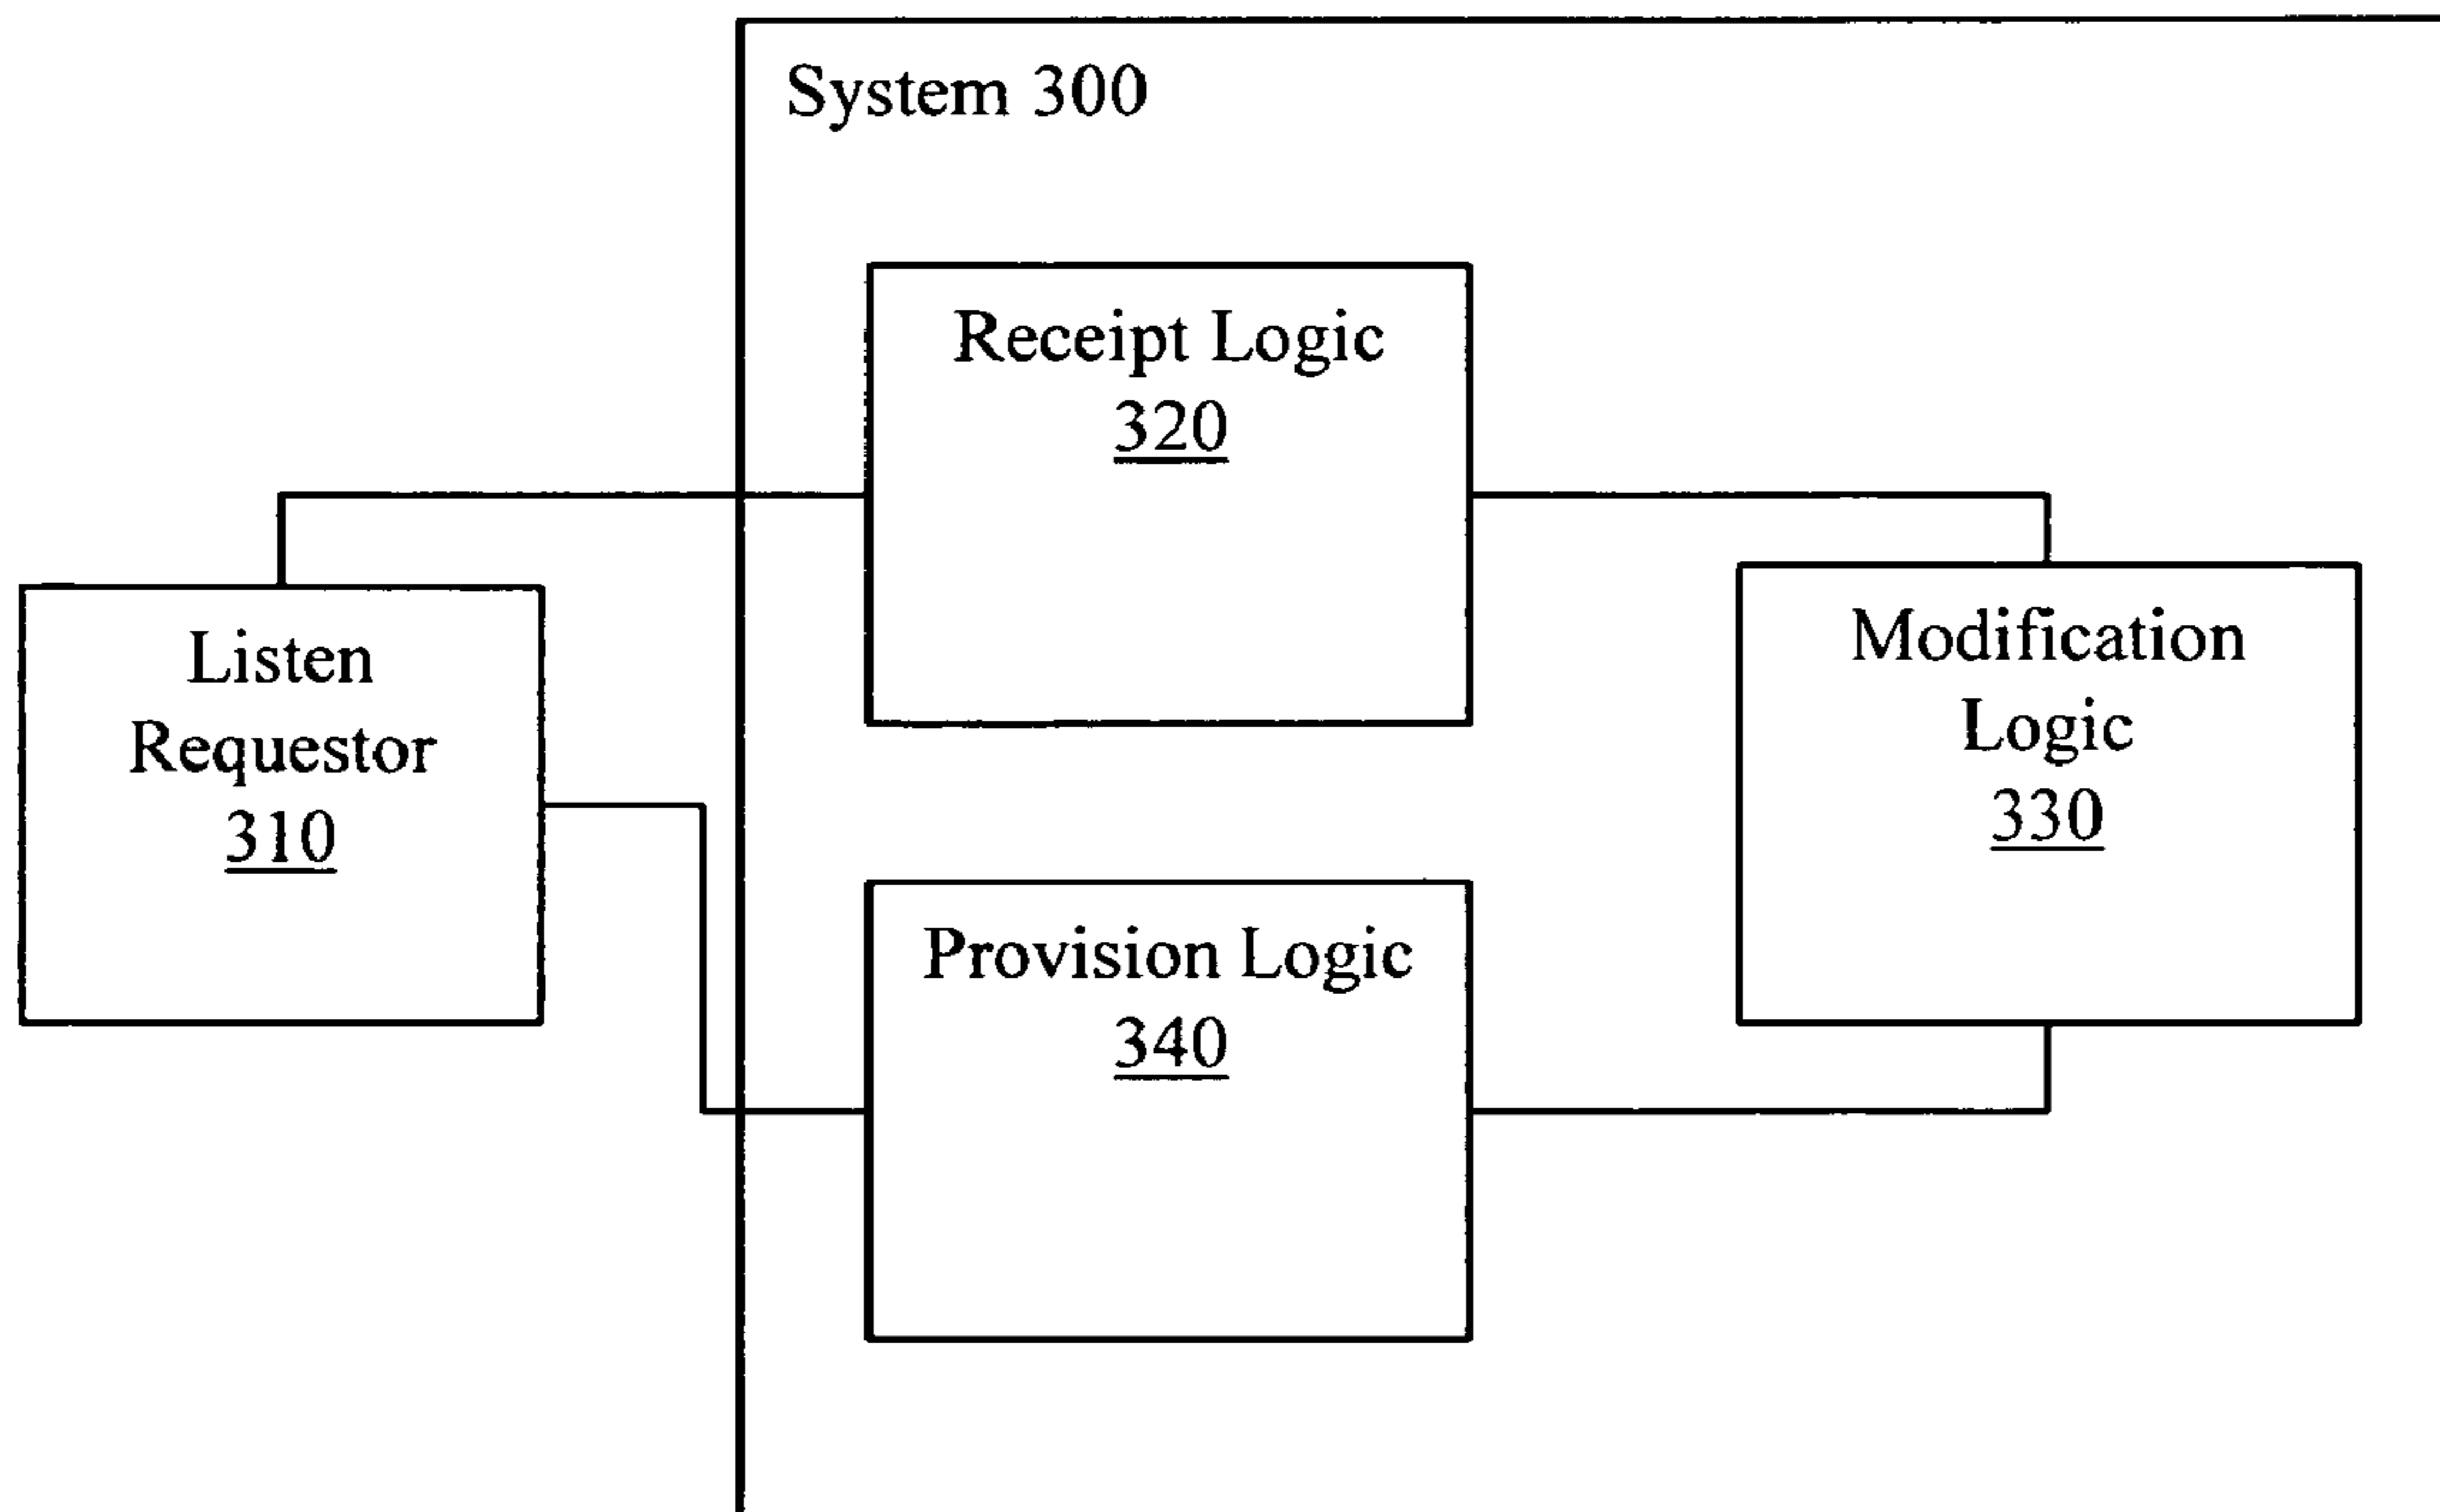 System 300
Receipt Logic
320
Listen
Requestor
310
Modification
Logic
330
Provision Logic
340